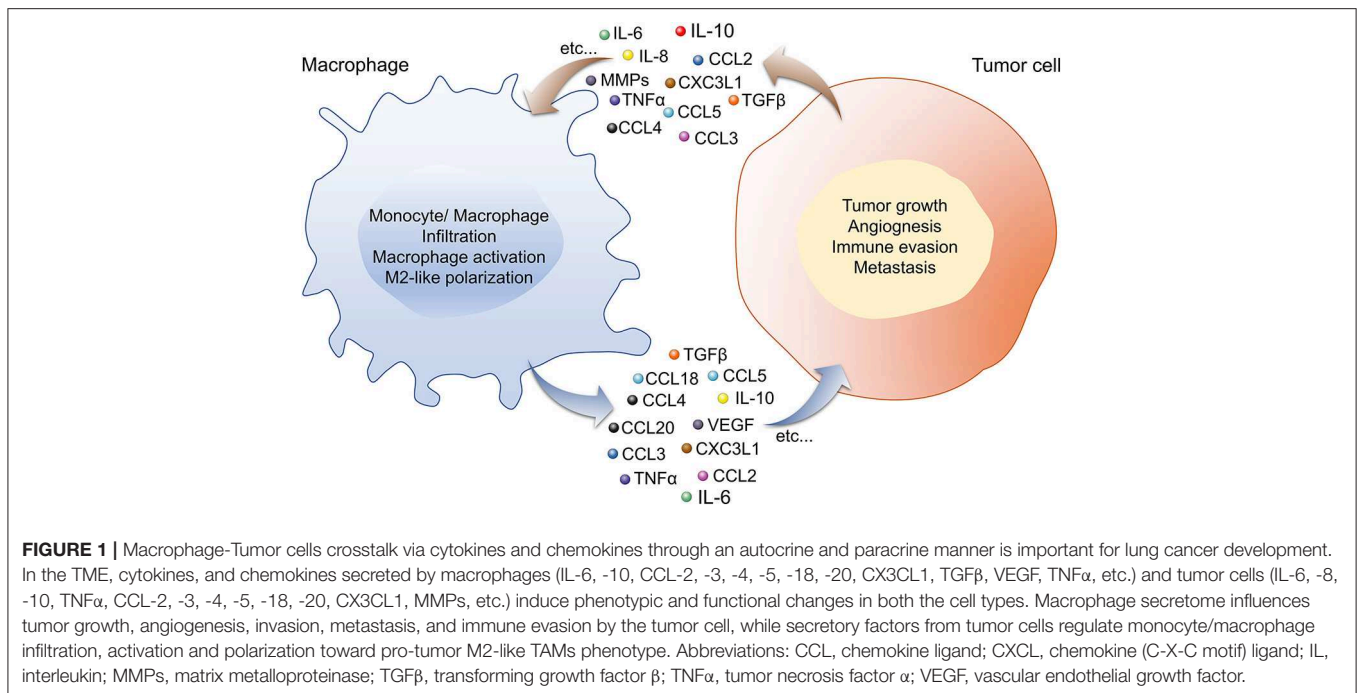 Macrophage
Tumor cell
IL-6
IL-10
etc...
IL-8
CCL2
MMPs
CXC3L1
TNFα
CCL5
TGFβ
CCL4
CCL3
Monocyte/ Macrophage
Infiltration
Macrophage activation
M2-like polarization
Tumor growth
Angiognesis
Immune evasion
Metastasis
TGFβ
CCL18
CCL5
CCL4
IL-10
CCL20
VEGF
etc...
CCL3
CXC3L1
TNFα
CCL2
IL-6
FIGURE 1 | Macrophage-Tumor cells crosstalk via cytokines and chemokines through an autocrine and paracrine manner is important for lung cancer development.
In the TME, cytokines, and chemokines secreted by macrophages (IL-6, -10, CCL-2, -3, -4, -5, -18, -20, CX3CL1, TGFβ, VEGF, TNFα, etc.) and tumor cells (IL-6, -8,
-10, TNFα, CCL-2, -3, -4, -5, -18, -20, CX3CL1, MMPs, etc.) induce phenotypic and functional changes in both the cell types. Macrophage secretome influences
tumor growth, angiogenesis, invasion, metastasis, and immune evasion by the tumor cell, while secretory factors from tumor cells regulate monocyte/macrophage
infiltration, activation and polarization toward pro-tumor M2-like TAMs phenotype. Abbreviations: CCL, chemokine ligand; CXCL, chemokine (C-X-C motif) ligand; IL,
interleukin; MMPs, matrix metalloproteinase; TGFβ, transforming growth factor β; TNFα, tumor necrosis factor α; VEGF, vascular endothelial growth factor.